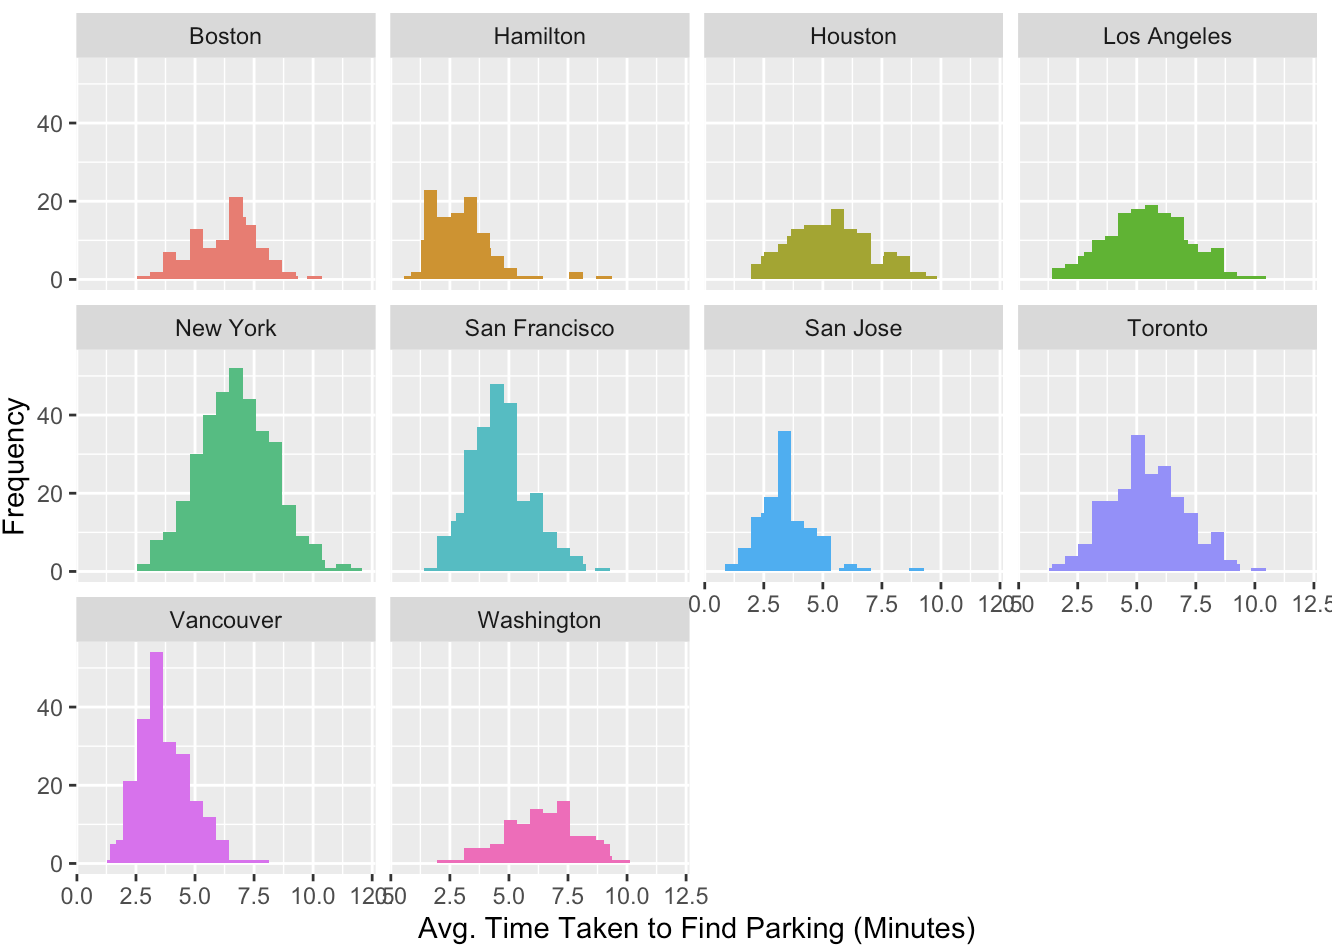 Boston Hamilton Houston Los Angeles
40
20
0
New York San Francisco San Jose Toronto
40
20
0
0.0 2.5 5.0 7.5 10.0 12.5 0.0 2.5 5.0 7.5 10.0 12.5
Vancouver Washington
40
20
0
0.0 2.5 5.0 7.5 10.0 12.5 0.0 2.5 5.0 7.5 10.0 12.5
Avg. Time Taken to Find Parking (Minutes)
Frequency